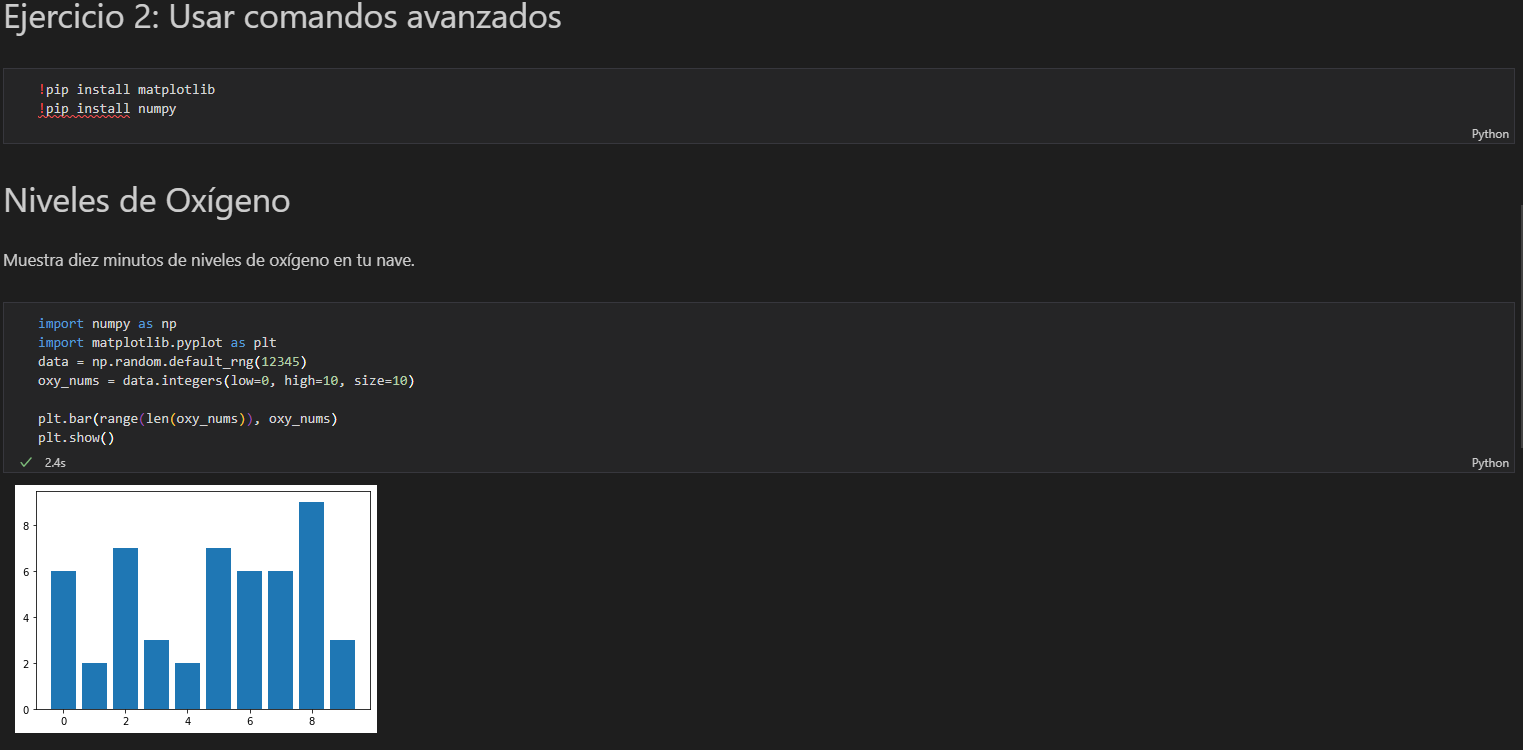 Ejercicio 2: Usar comandos avanzados
!pip install matplotlib
!pip install numpy
Python
Niveles de Oxígeno
Muestra diez minutos de niveles de oxígeno en tu nave.
import numpy as np
import matplotlib.pyplot as plt
data = np.random.default_rng(12345)
oxy_nums = data.integers(low=0, high=10, size=10)
plt.bar(range(len(oxy_nums)), oxy_nums)
plt.show()
2.4s
Python
8
6
4
2
0
0 2 4 6 8